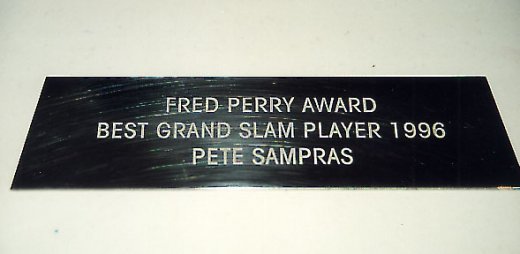 FRED PERRY AWARD
BEST GRAND SLAM PLAYER 1996
PETE SAMPRAS